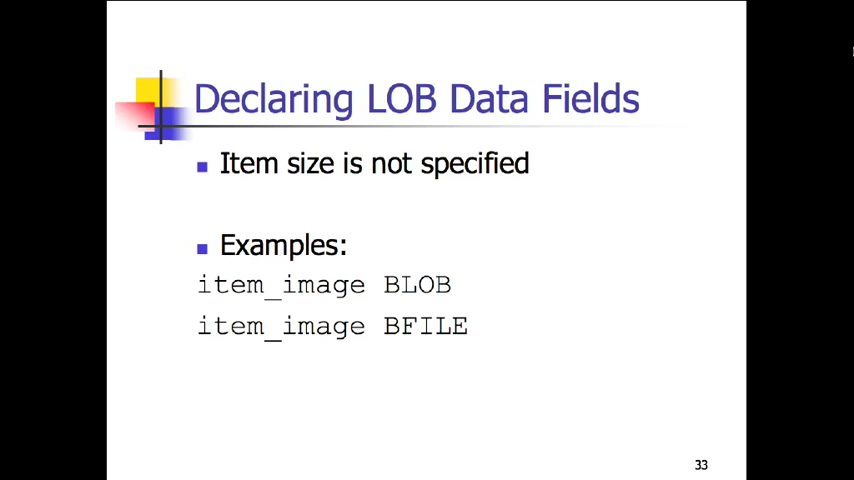 Declaring LOB Data Fields
Item size is not specified
Examples:
item_image BLOB
item_image BFILE
33